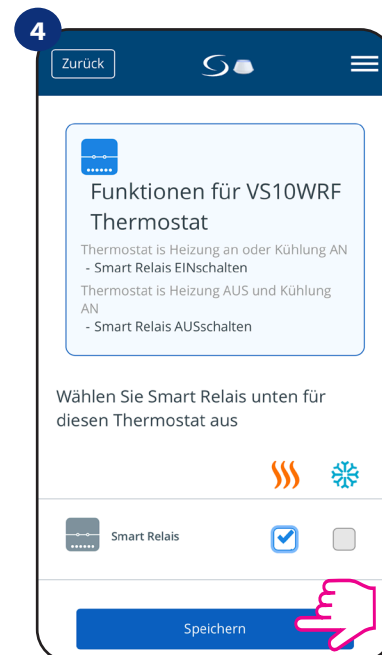 4
Zurück
Funktionen für VS10WRF
Thermostat
Thermostat is Heizung an oder Kühlung AN
- Smart Relais EINschalten
Thermostat is Heizung AUS und Kühlung
AN
- Smart Relais AUSschalten
Wählen Sie Smart Relais unten für
diesen Thermostat aus
Smart Relais
Speichern